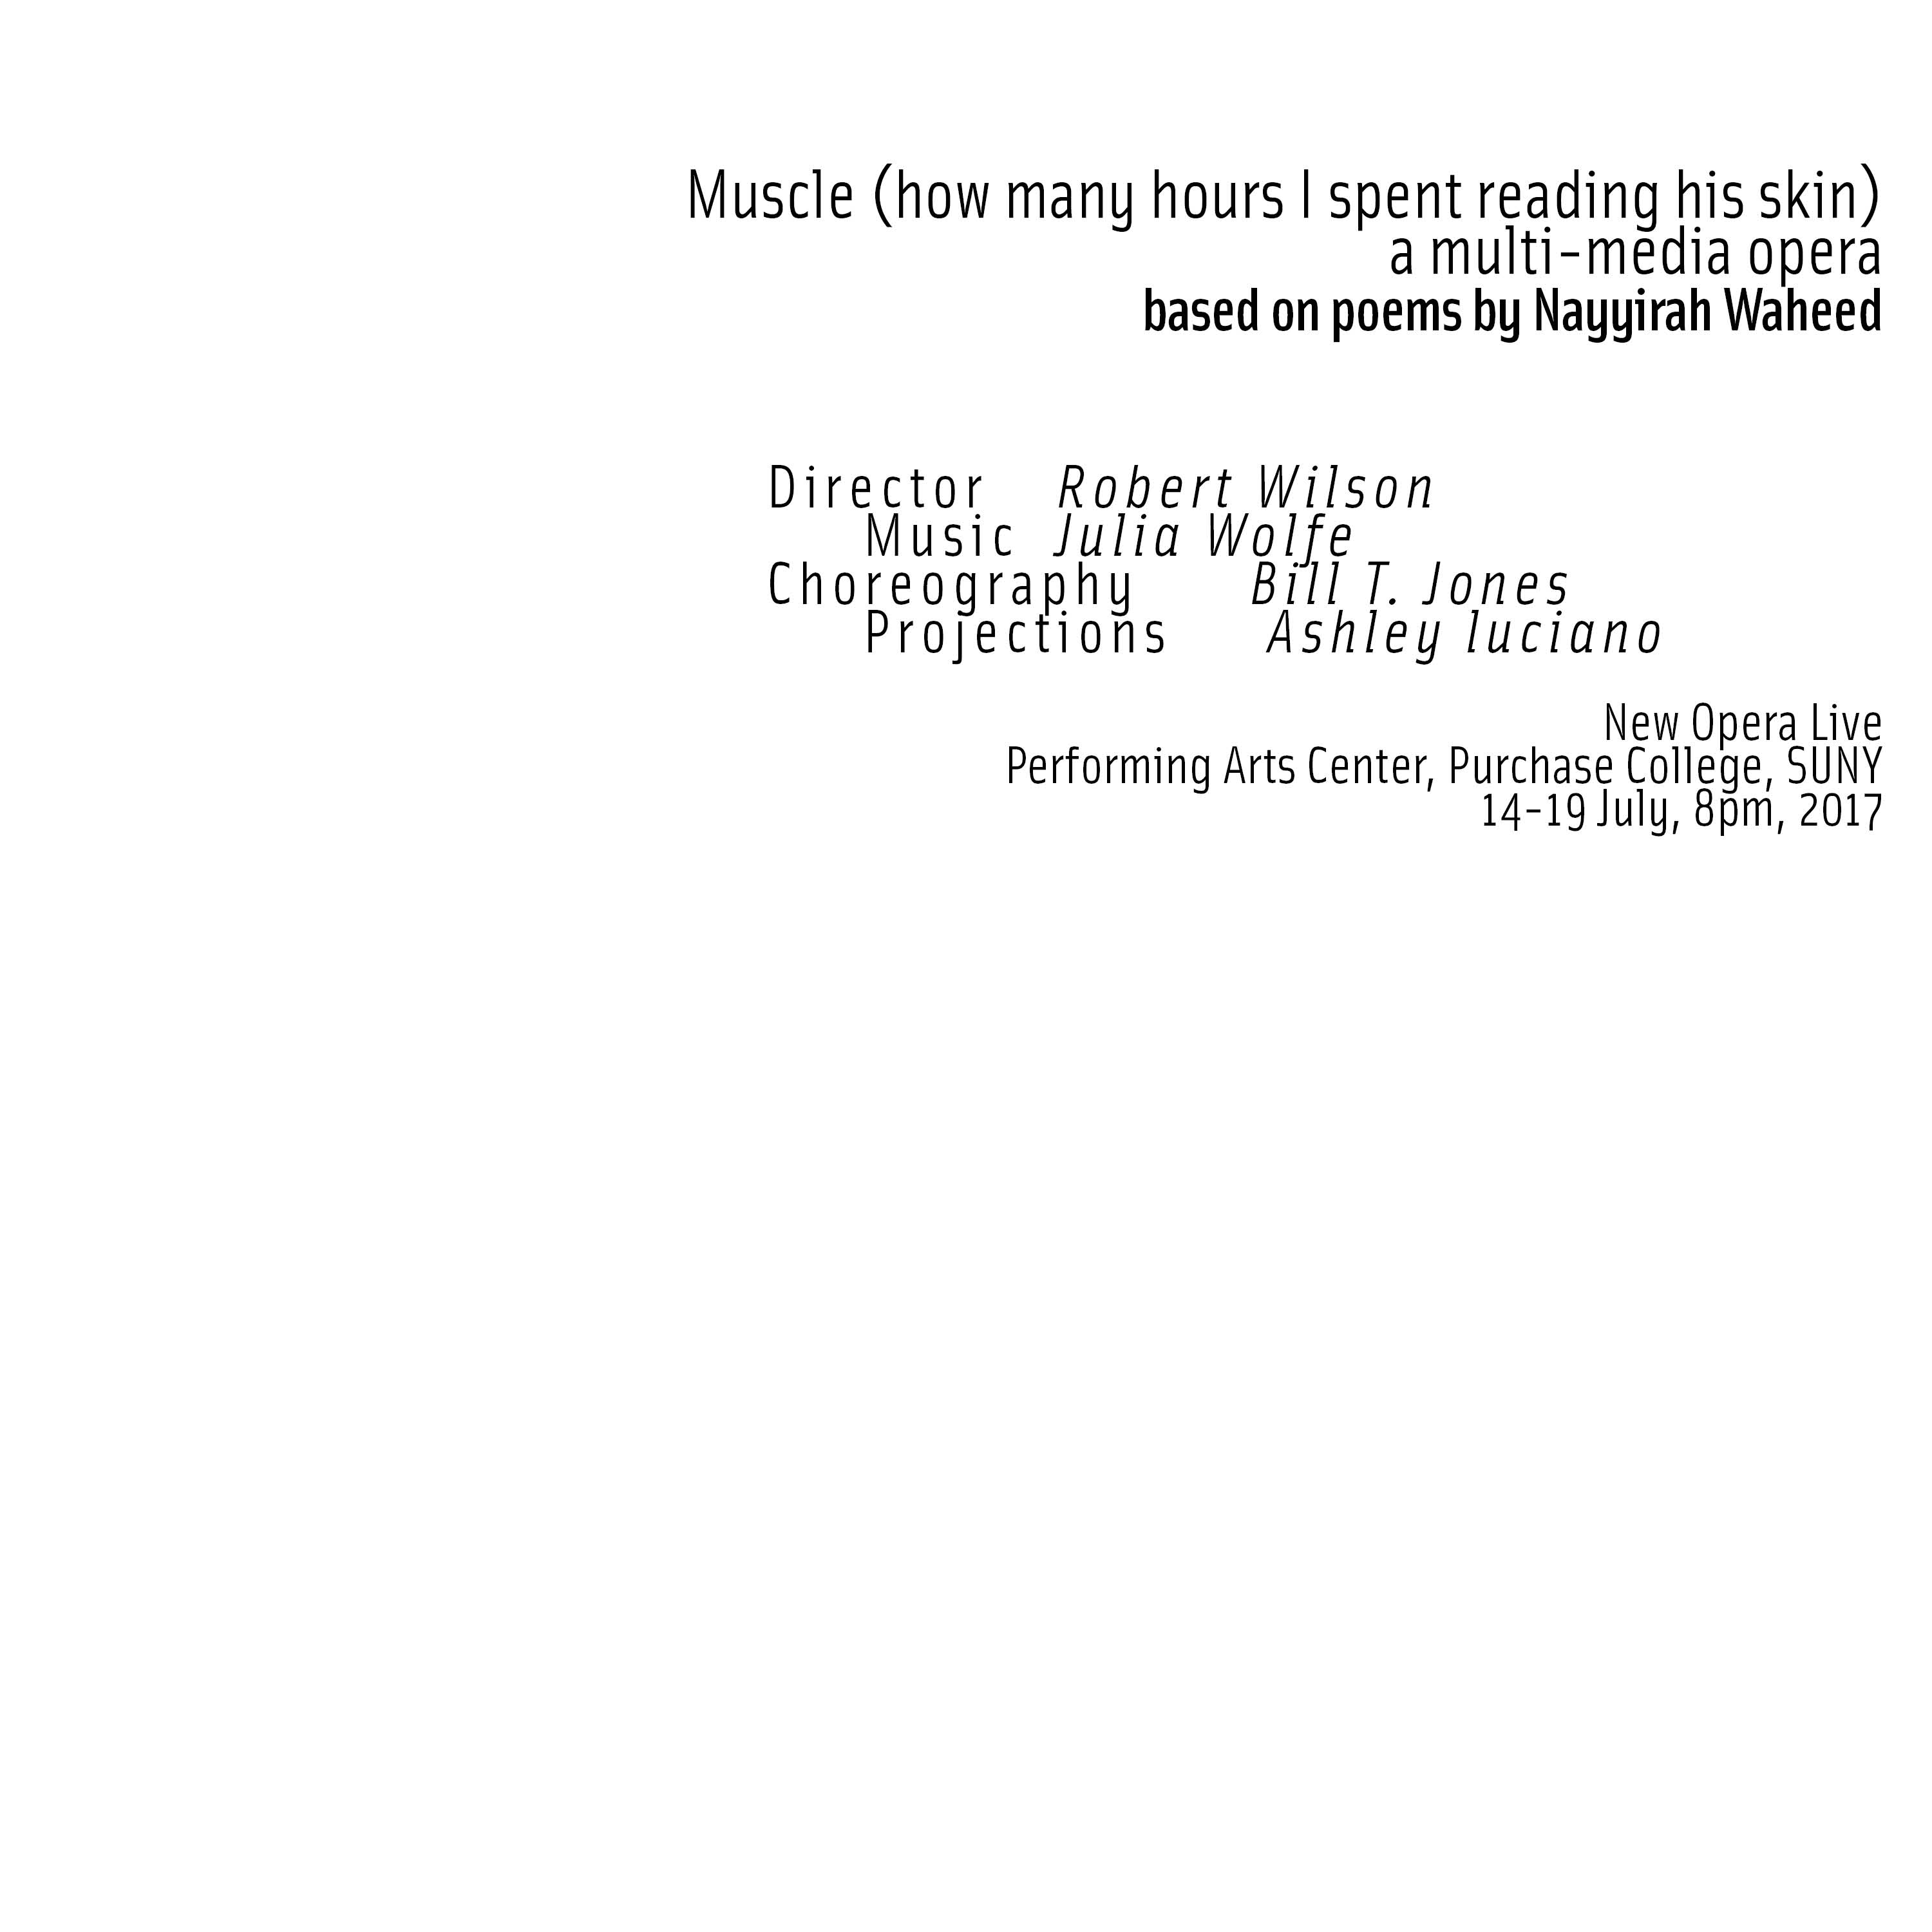 Muscle (how many hours I spent reading his skin)
a multi-media opera
based on poems by Nayyirah Waheed
Director Robert Wilson
Music Julia Wolfe
Choreography Bill T. Jones
Projections Ashley luciano
New Opera Live
Performing Arts Center, Purchase College, SUNY
14-19 July, 8pm, 2017